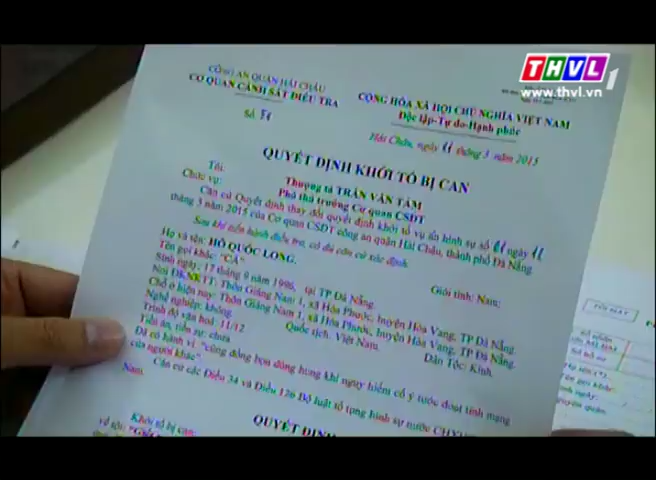 THVL1
www.thvl.vn
CÔNG AN QUẬN HẢI CHÂU
CƠ QUAN CẢNH SÁT ĐIỀU TRA
CỘNG HÒA XÃ HỘI CHỦ NGHĨA VIỆT NAM
Độc lập-Tự do-Hạnh phúc
Số
Hải Châu, ngày 11 tháng 3 năm 2015
QUYẾT ĐỊNH KHỞI TỐ BỊ CAN
Tôi:
Thượng tá TRẦN VĂN TÁM
Chức vụ:
Phó thủ trưởng Cơ quan CSĐT
Căn cứ Quyết định thay đổi quyết định khởi tố vụ án hình sự số 61 ngày 11
tháng 3 năm 2015 của Cơ quan CSĐT công an quận Hải Châu, thành phố Đà Nẵng
Sau khi tiến hành điều tra, có đủ căn cứ xác định:
Họ và tên: HỒ QUỐC LONG.
Giới tính: Nam;
Tên gọi khác: "CÁ"
Sinh ngày: 17 tháng 9 năm 1996, tại TP Đà Nẵng.
Nơi ĐKNKTT: Thôn Giáng Nam 1, xã Hòa Phước, huyện Hòa Vang, TP Đà Nẵng.
Chỗ ở hiện nay: Thôn Giáng Nam 1, xã Hòa Phước, huyện Hòa Vang, TP Đà Nẵng.
Nghề nghiệp: không
Quốc tịch: Việt Nam.
Dân Tộc: Kinh.
Trình độ văn hoá: 11/12
Tiền án, tiền sự: chưa
Đã có hành vi: "cùng đồng bọn dùng hung khí nguy hiểm cố ý tước đoạt tính mạng
của người khác".
Căn cứ các Điều 34 và Điều 126 Bộ luật tố tụng hình sự nước CHXHCN
Nam.
QUYẾT ĐỊNH
Khởi tố bị can:
về tội: